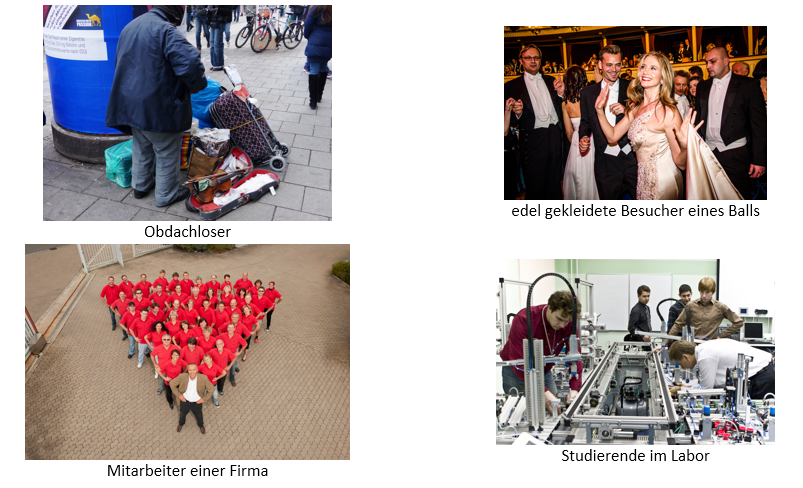 Obdachloser
edel gekleidete Besucher eines Balls
Mitarbeiter einer Firma
Studierende im Labor